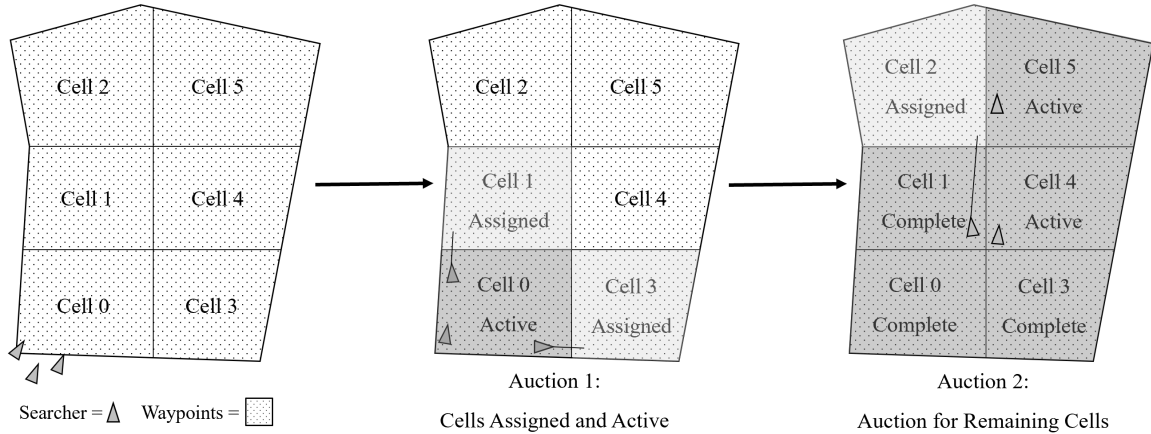 Cell 2
Cell 5
Cell 1
Cell 4
Cell 0
Cell 3
Searcher =
Waypoints =
Cell 2
Cell 5
Cell 1
Assigned
Cell 4
Cell 0
Active
Cell 3
Assigned
Auction 1:
Cells Assigned and Active
Cell 2
Assigned
Cell 5
Active
Cell 1
Complete
Cell 4
Active
Cell 0
Complete
Cell 3
Complete
Auction 2:
Auction for Remaining Cells